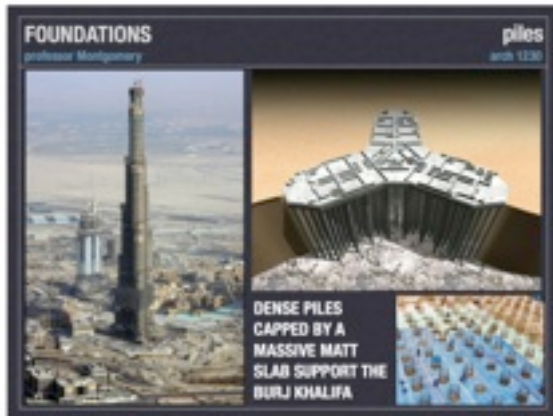 FOUNDATIONS
piles
professor Montgomery
arch 1230
DENSE PILES
CAPPED BY A
MASSIVE MATT
SLAB SUPPORT THE
BURJ KHALIFA